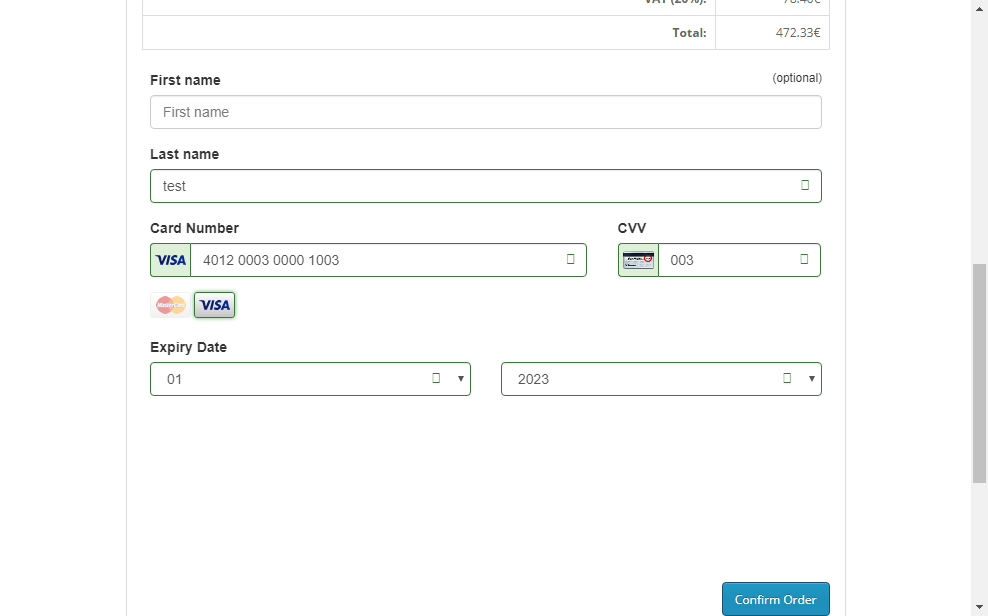 VAT (20%): 78.40€
Total: 472.33€
First name (optional)
First name
Last name
test
Card Number CVV
VISA 4012 0003 0000 1003 003
MasterCard VISA
Expiry Date
01 2023
Confirm Order